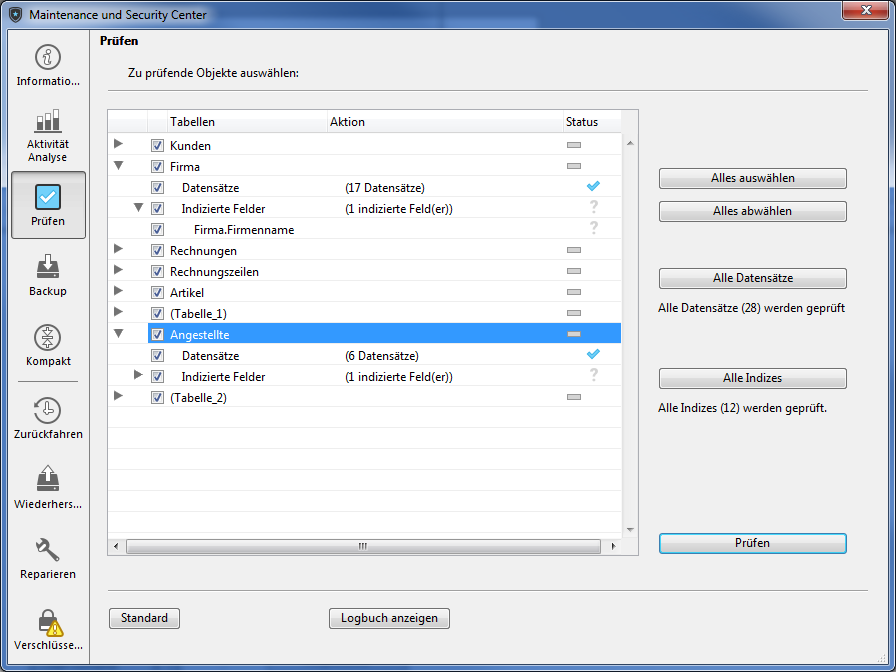 Maintenance und Security Center
Informatio...
Aktivität
Analyse
Prüfen
Backup
Kompakt
Zurückfahren
Wiederhers...
Reparieren
Verschlüsse...
Prüfen
Zu prüfende Objekte auswählen:
Tabellen Aktion Status
Kunden
Firma
Datensätze (17 Datensätze)
Indizierte Felder (1 indizierte Feld(er)) ?
Firma.Firmenname ?
Rechnungen
Rechnungszeilen
Artikel
(Tabelle_1)
Angestellte
Datensätze (6 Datensätze)
Indizierte Felder (1 indizierte Feld(er)) ?
(Tabelle_2)
Alles auswählen
Alles abwählen
Alle Datensätze
Alle Datensätze (28) werden geprüft
Alle Indizes
Alle Indizes (12) werden geprüft.
Prüfen
Standard
Logbuch anzeigen